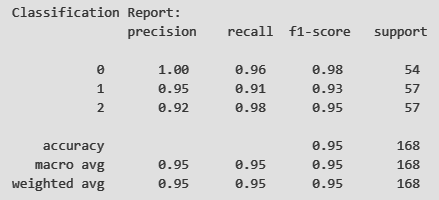 Classification Report:
precision recall f1-score support
0 1.00 0.96 0.98 54
1 0.95 0.91 0.93 57
2 0.92 0.98 0.95 57
accuracy 0.95 168
macro avg 0.95 0.95 0.95 168
weighted avg 0.95 0.95 0.95 168